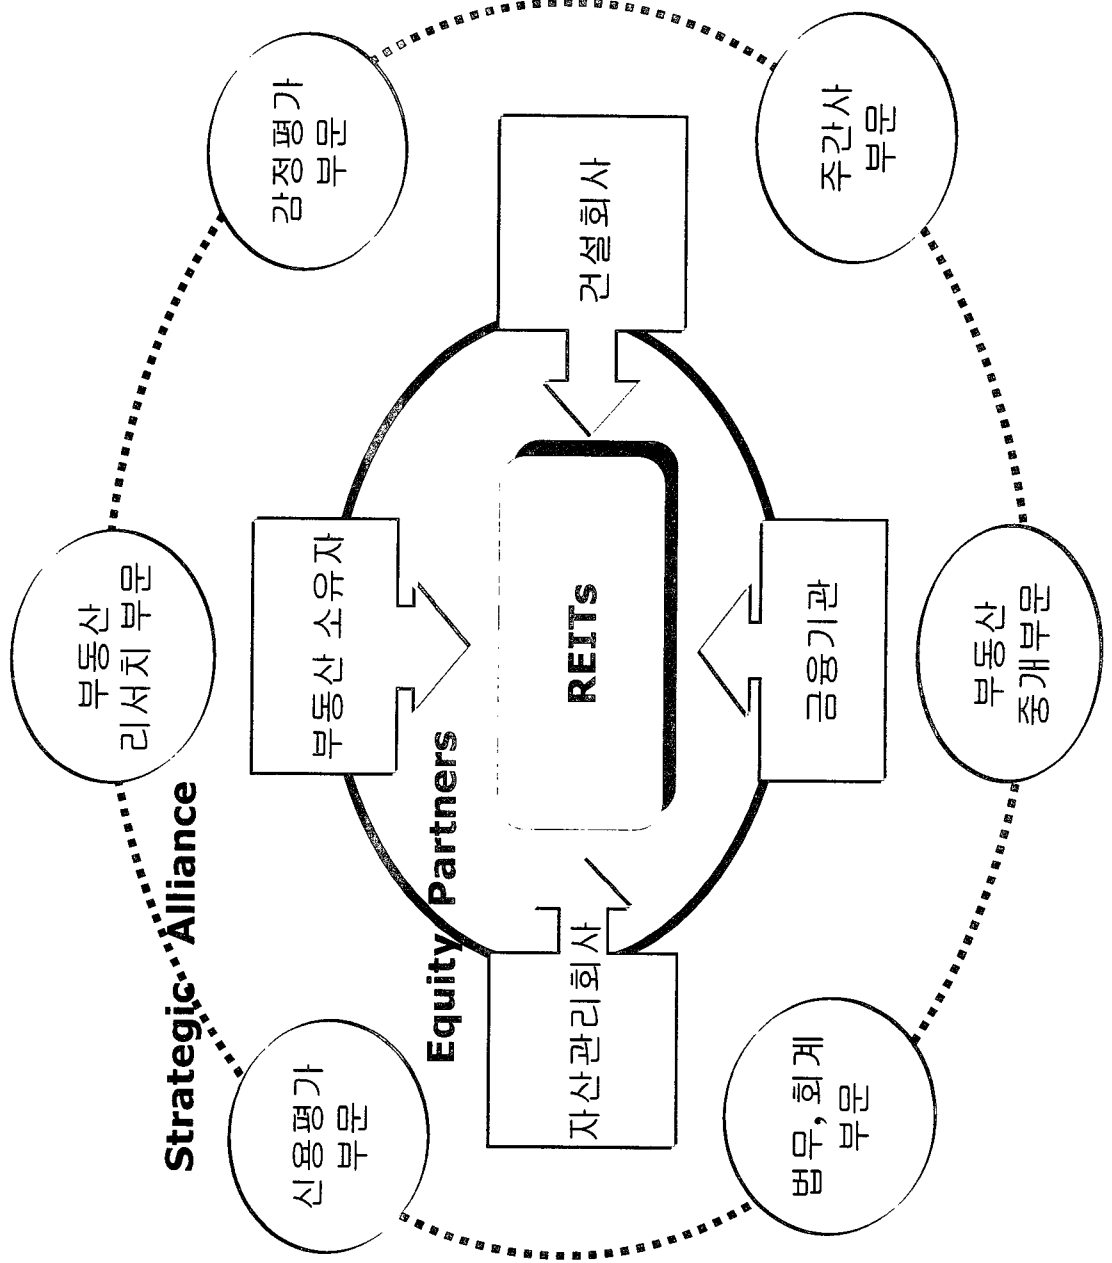 Strategic Alliance
부동산
리서치 부문
신용평가
부문
감정평가
부문
부동산 소유자
Equity Partners
자산관리회사
REITs
건설회사
금융기관
법무, 회계
부문
주간사
부문
부동산
중개부문